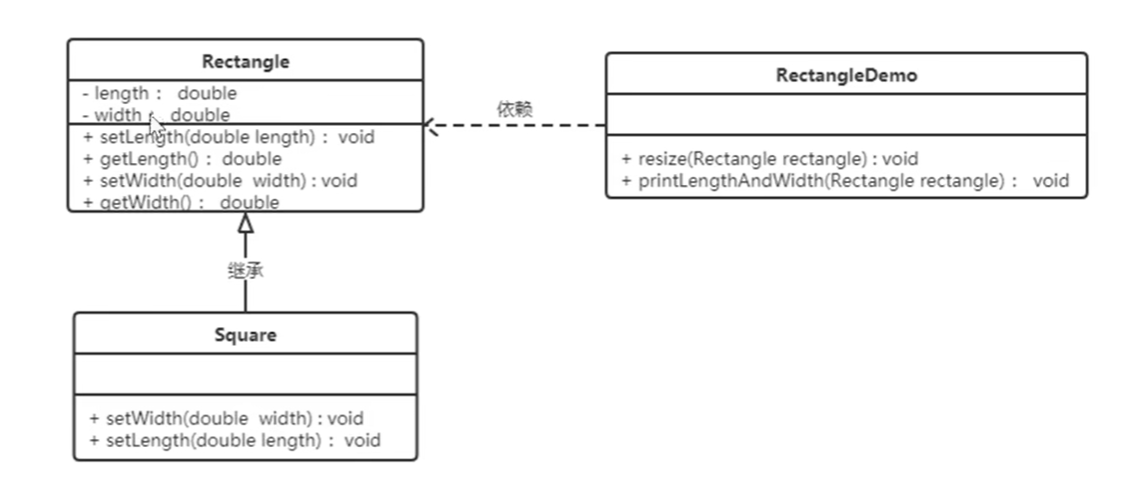 Rectangle
- length： double
- width： double
+ setLength(double length)： void
+ getLength()： double
+ setWidth(double width) : void
+ getWidth()： double
依赖
RectangleDemo
+ resize(Rectangle rectangle) : void
+ printLengthAndWidth(Rectangle rectangle)： void
继承
Square
+ setWidth(double width) : void
+ setLength(double length)： void